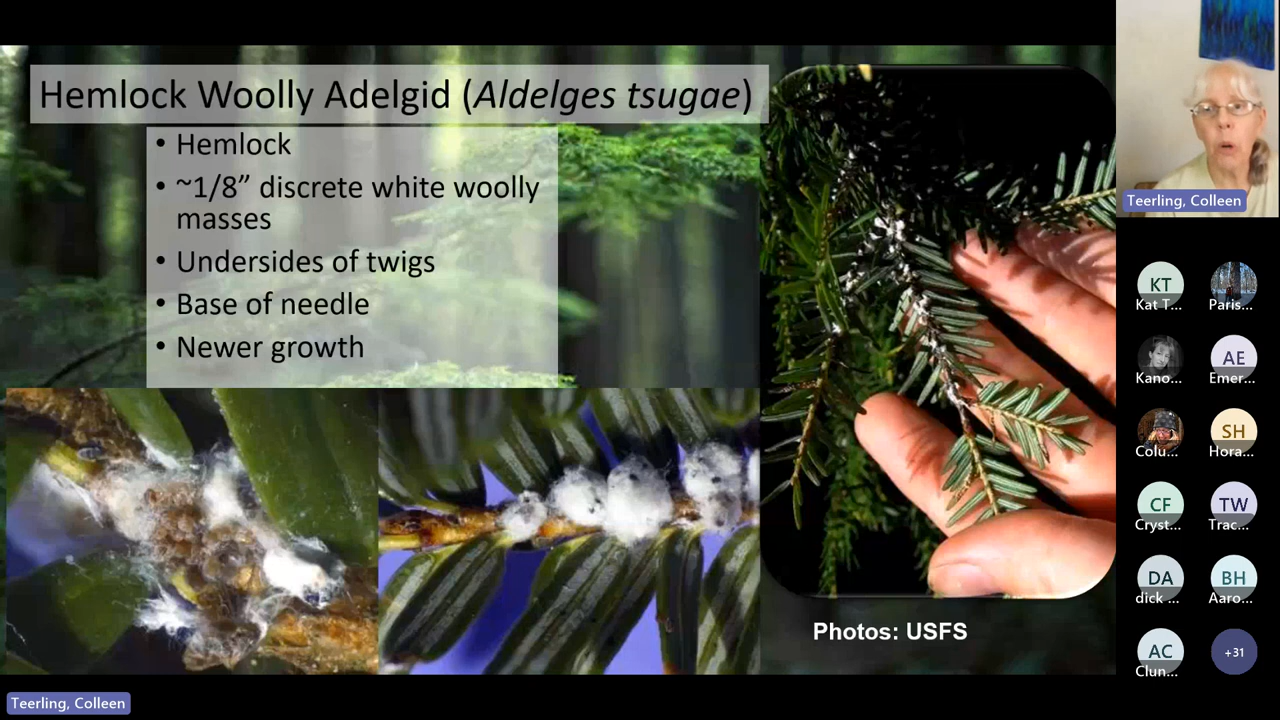 Hemlock Woolly Adelgid (Aldelges tsugae)
• Hemlock
• ~1/8” discrete white woolly
masses
• Undersides of twigs
• Base of needle
• Newer growth
Photos: USFS
Teerling, Colleen
Teerling, Colleen
KT
Kat T...
Paris...
Kano...
AE
Emer...
Colu...
SH
Hora...
CF
Cryst...
TW
Trac...
DA
dick ...
BH
Aaro...
AC
Clun...
+31